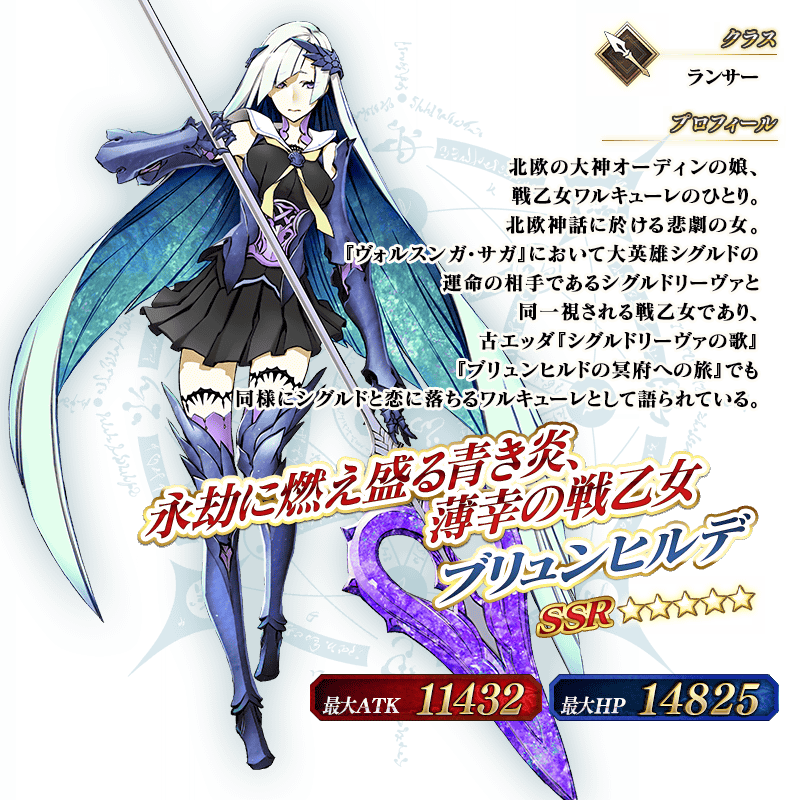 クラス
ランサー
プロフィール
北欧の大神オーディンの娘、
戦乙女ワルキューレのひとり。
北欧神話に於ける悲劇の女。
『ヴォルスンガ・サガ』において大英雄シグルドの
運命の相手であるシグルドリーヴァと
同一視される戦乙女であり、
古エッダ『シグルドリーヴァの歌』
『ブリュンヒルドの冥府への旅』でも
同様にシグルドと恋に落ちるワルキューレとして語られている。
永劫に燃え盛る青き炎、
薄幸の戦乙女
ブリュンヒルデ
SSR
最大ATK 11432
最大HP 14825